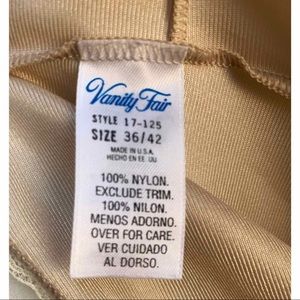 Vanity Fair
STYLE 17-125
SIZE 36/42
MADE IN U.S.A.
HECHO EN EE. UU
100% NYLON.
EXCLUDE TRIM.
100% NILON.
MENOS ADORNO.
OVER FOR CARE.
VER CUIDADO
AL DORSO.